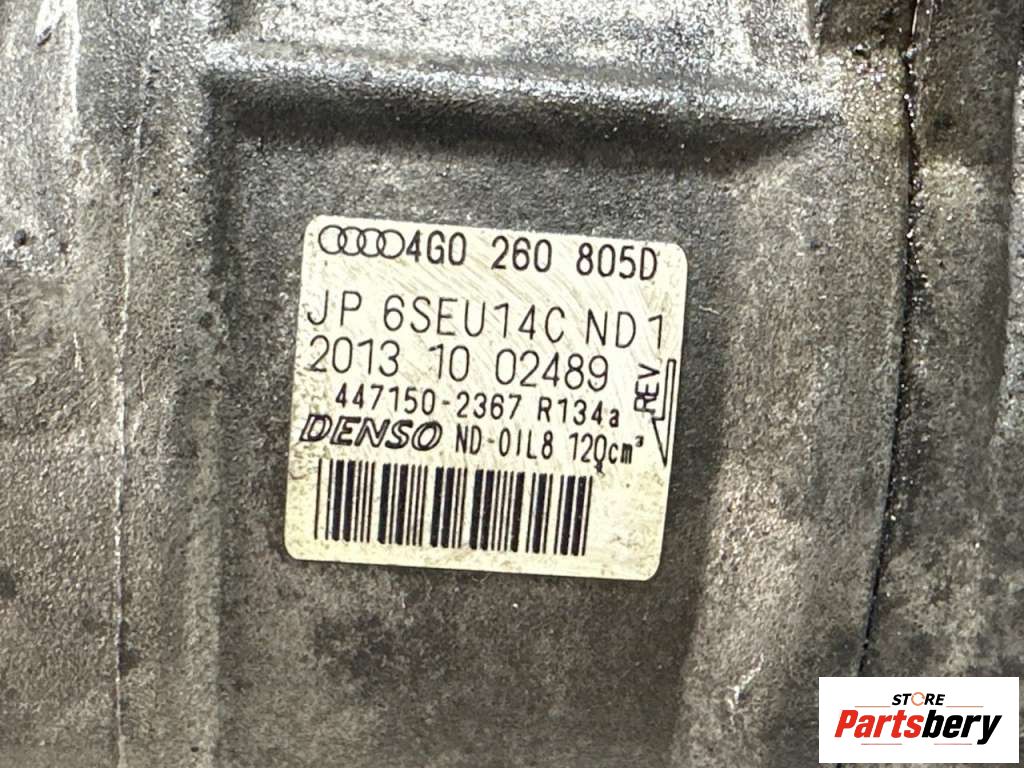 4G0 260 805D
JP 6SEU14C ND1
2013 10 02489
REV
447150-2367 R134a
DENSO ND-OIL8 120cm³
STORE
Partsbery